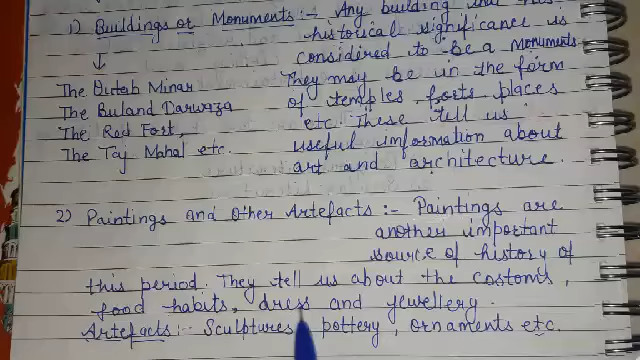 1) Buildings or Monuments :- Any building that has
historical significance is
considered to be a Monuments
The Qutab Minar They may be in the form
The Buland Darwaza of temples, forts, places
The Red Fort, etc. These tell us
The Taj Mahal etc. useful information about
art and architecture.
2) Paintings and Other Artefacts :- Paintings are
another important
source of history of
this period. They tell us about the costoms,
food habits, dress and jewellery.
Artefacts :- Sculptures, pottery, ornaments etc.